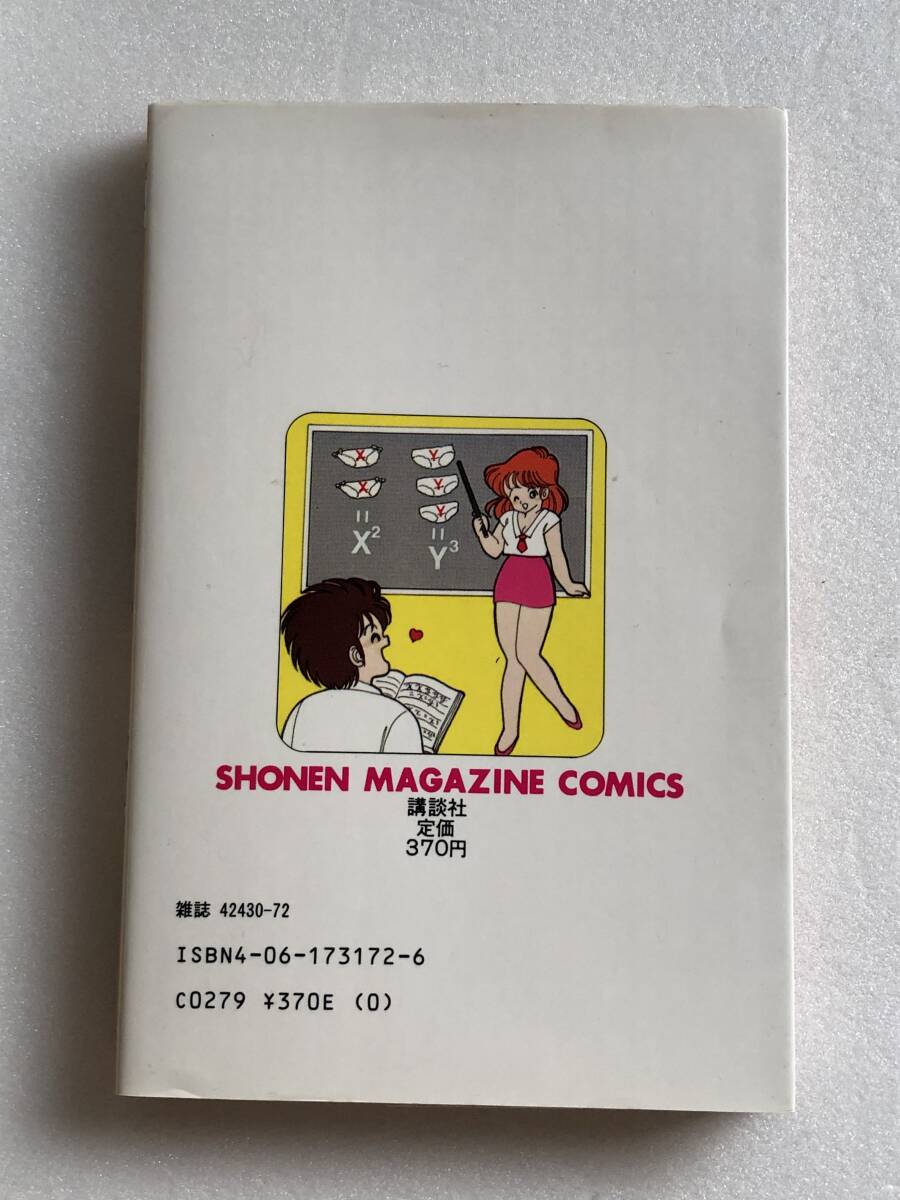 X Y
X Y
Y
= =
X² Y³
SHONEN MAGAZINE COMICS
講談社
定価
370円
雑誌 42430-72
ISBN4-06-173172-6
C0279 ¥370E (0)